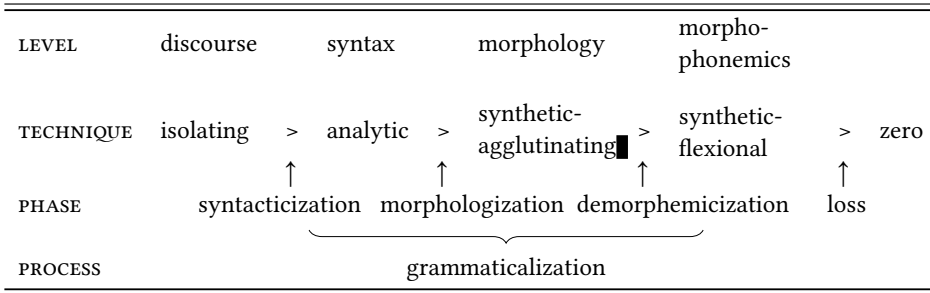 LEVEL discourse syntax morphology morpho-
phonemics
TECHNIQUE isolating > analytic > synthetic-
agglutinating > synthetic-
flexional > zero
↑ ↑ ↑ ↑
PHASE syntacticization morphologization demorphemicization loss
PROCESS grammaticalization